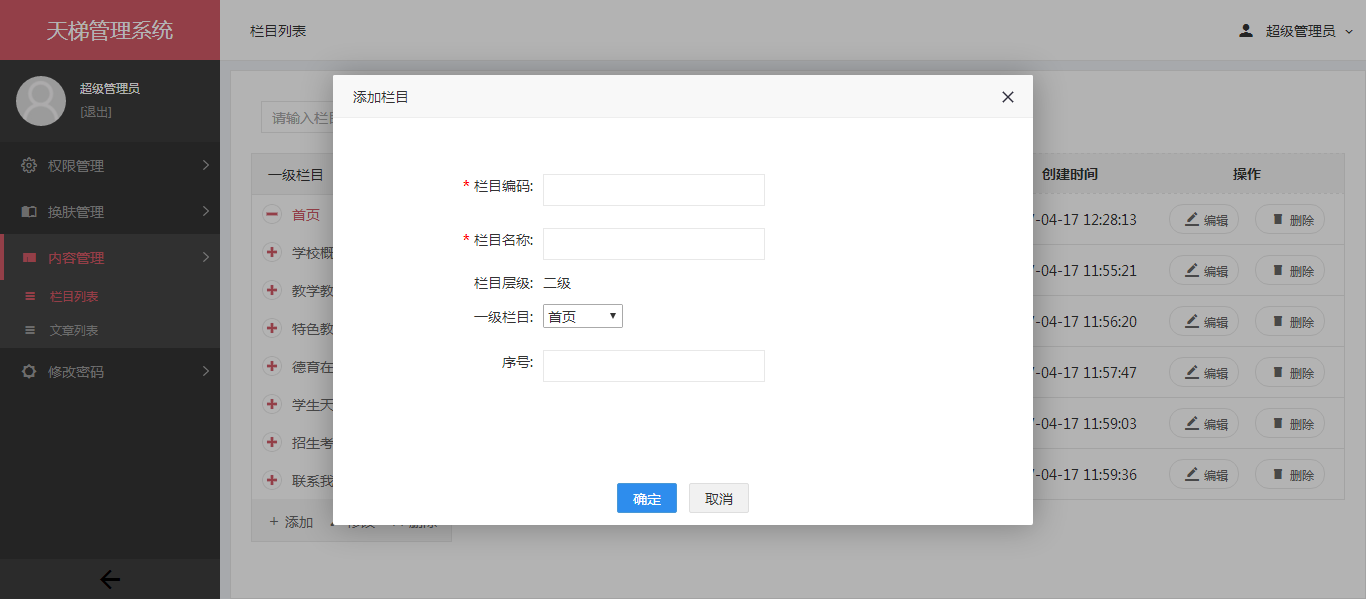 天梯管理系统
超级管理员
[退出]
权限管理
换肤管理
内容管理
栏目列表
文章列表
修改密码
栏目列表
超级管理员
请输入栏
一级栏目
首页
学校概
教学教
特色教
德育在
学生天
招生考
联系我
+ 添加
添加栏目
* 栏目编码:
* 栏目名称:
栏目层级: 二级
一级栏目: 首页
序号:
确定 取消
创建时间 操作
-04-17 12:28:13 编辑 删除
-04-17 11:55:21 编辑 删除
-04-17 11:56:20 编辑 删除
-04-17 11:57:47 编辑 删除
-04-17 11:59:03 编辑 删除
-04-17 11:59:36 编辑 删除